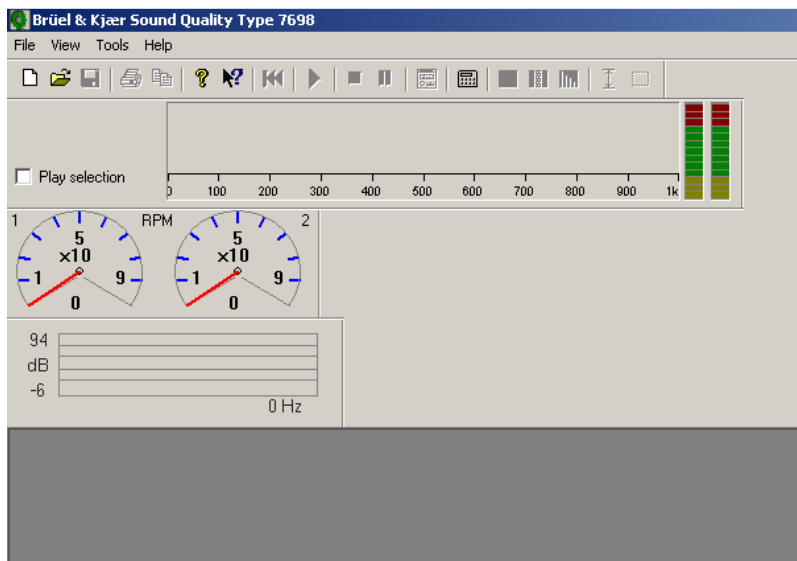 Brüel & Kjær Sound Quality Type 7698
File View Tools Help
Play selection
0 100 200 300 400 500 600 700 800 900 1k
1 RPM 2
5 5
x10 x10
1 9 1 9
0 0
94
dB
-6
0 Hz